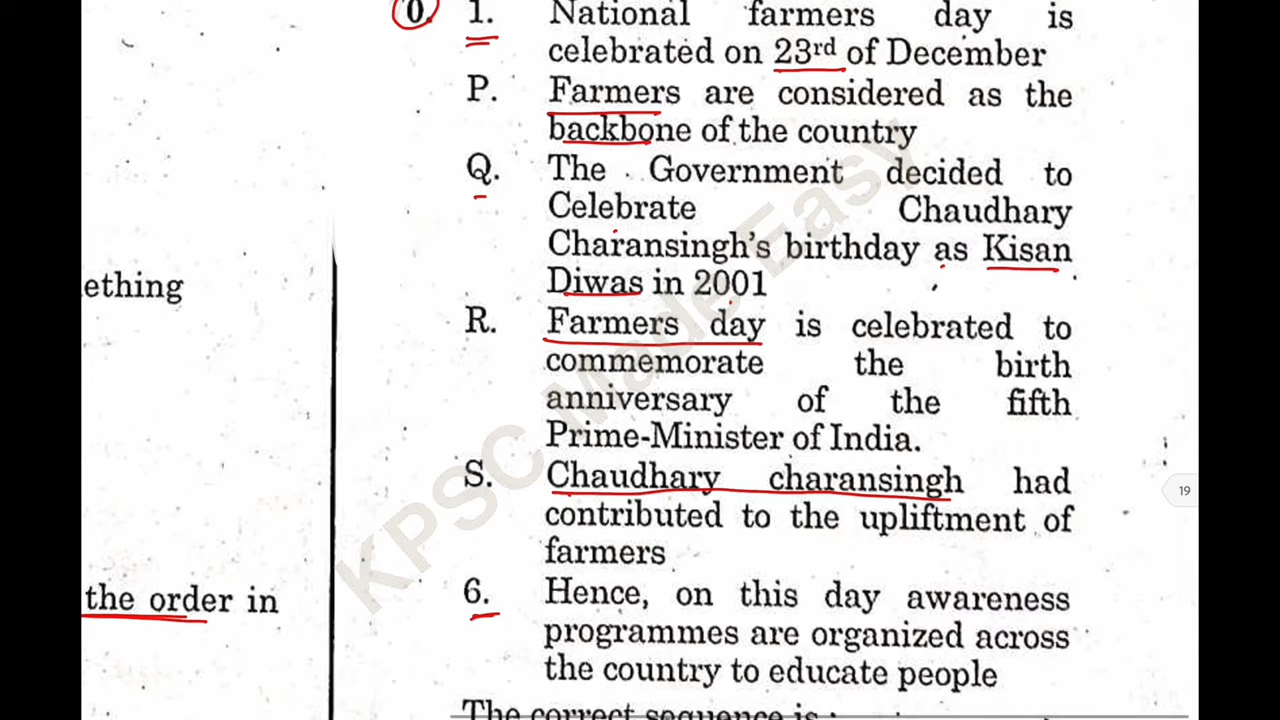 ething
the order in
0. 1. National farmers day is
celebrated on 23rd of December
P. Farmers are considered as the
backbone of the country
Q. The Government decided to
Celebrate Chaudhary
Charansingh's birthday as Kisan
Diwas in 2001
R. Farmers day is celebrated to
commemorate the birth
anniversary of the fifth
Prime-Minister of India.
S. Chaudhary charansingh had
contributed to the upliftment of
farmers
6. Hence, on this day awareness
programmes are organized across
the country to educate people
The correct sequence is :
KPSC Made Easy
19